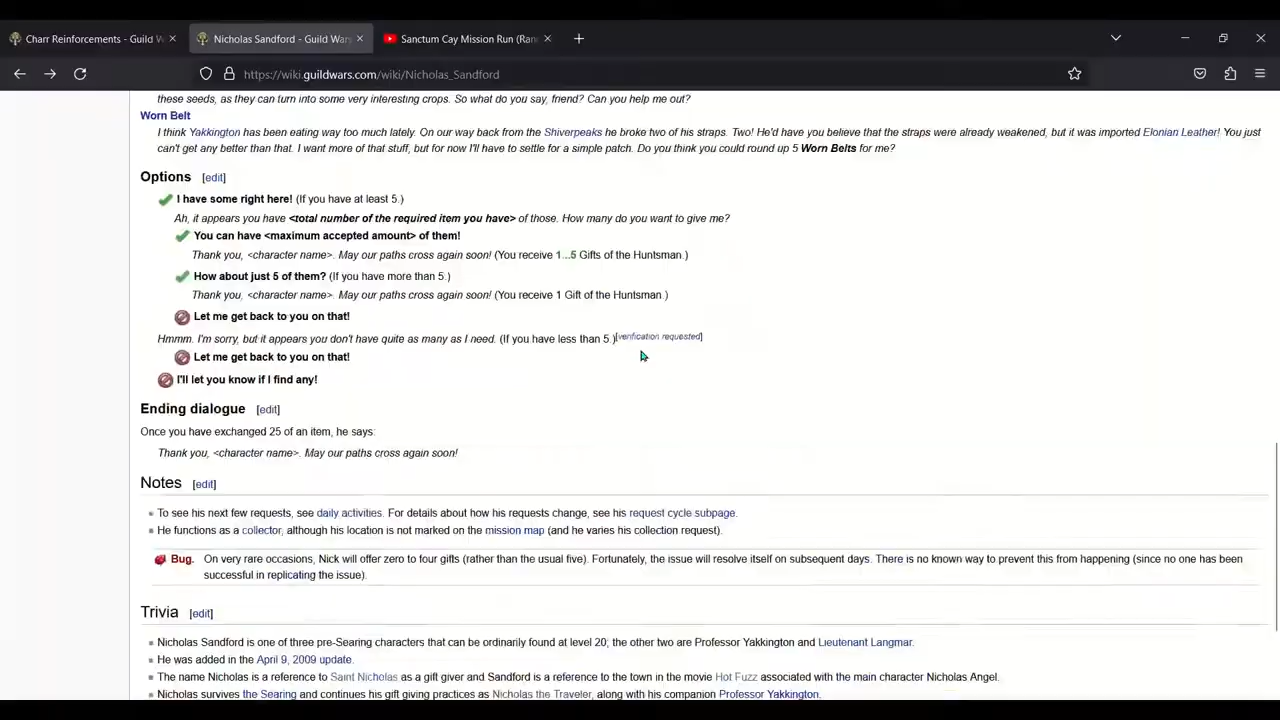 Charr Reinforcements - Guild W
Nicholas Sandford - Guild Wars
Sanctum Cay Mission Run (Ran
https://wiki.guildwars.com/wiki/Nicholas_Sandford
these seeds, as they can turn into some very interesting crops. So what do you say, friend? Can you help me out?
Worn Belt
I think Yakkington has been eating way too much lately. On our way back from the Shiverpeaks he broke two of his straps. Two! He'd have you believe that the straps were already weakened, but it was imported Elonian Leather! You just
can't get any better than that. I want more of that stuff, but for now I'll have to settle for a simple patch. Do you think you could round up 5 Worn Belts for me?
Options [edit]
I have some right here! (If you have at least 5.)
Ah, it appears you have <total number of the required item you have> of those. How many do you want to give me?
You can have <maximum accepted amount> of them!
Thank you, <character name>. May our paths cross again soon! (You receive 1...5 Gifts of the Huntsman.)
How about just 5 of them? (If you have more than 5.)
Thank you, <character name>. May our paths cross again soon! (You receive 1 Gift of the Huntsman.)
Let me get back to you on that!
Hmmm. I'm sorry, but it appears you don't have quite as many as I need. (If you have less than 5.)[verification requested]
Let me get back to you on that!
I'll let you know if I find any!
Ending dialogue [edit]
Once you have exchanged 25 of an item, he says:
Thank you, <character name>. May our paths cross again soon!
Notes [edit]
To see his next few requests, see daily activities. For details about how his requests change, see his request cycle subpage.
He functions as a collector, although his location is not marked on the mission map (and he varies his collection request).
Bug. On very rare occasions, Nick will offer zero to four gifts (rather than the usual five). Fortunately, the issue will resolve itself on subsequent days. There is no known way to prevent this from happening (since no one has been
successful in replicating the issue).
Trivia [edit]
Nicholas Sandford is one of three pre-Searing characters that can be ordinarily found at level 20; the other two are Professor Yakkington and Lieutenant Langmar.
He was added in the April 9, 2009 update.
The name Nicholas is a reference to Saint Nicholas as a gift giver and Sandford is a reference to the town in the movie Hot Fuzz associated with the main character Nicholas Angel.
Nicholas survives the Searing and continues his gift giving practices as Nicholas the Traveler, along with his companion Professor Yakkington.